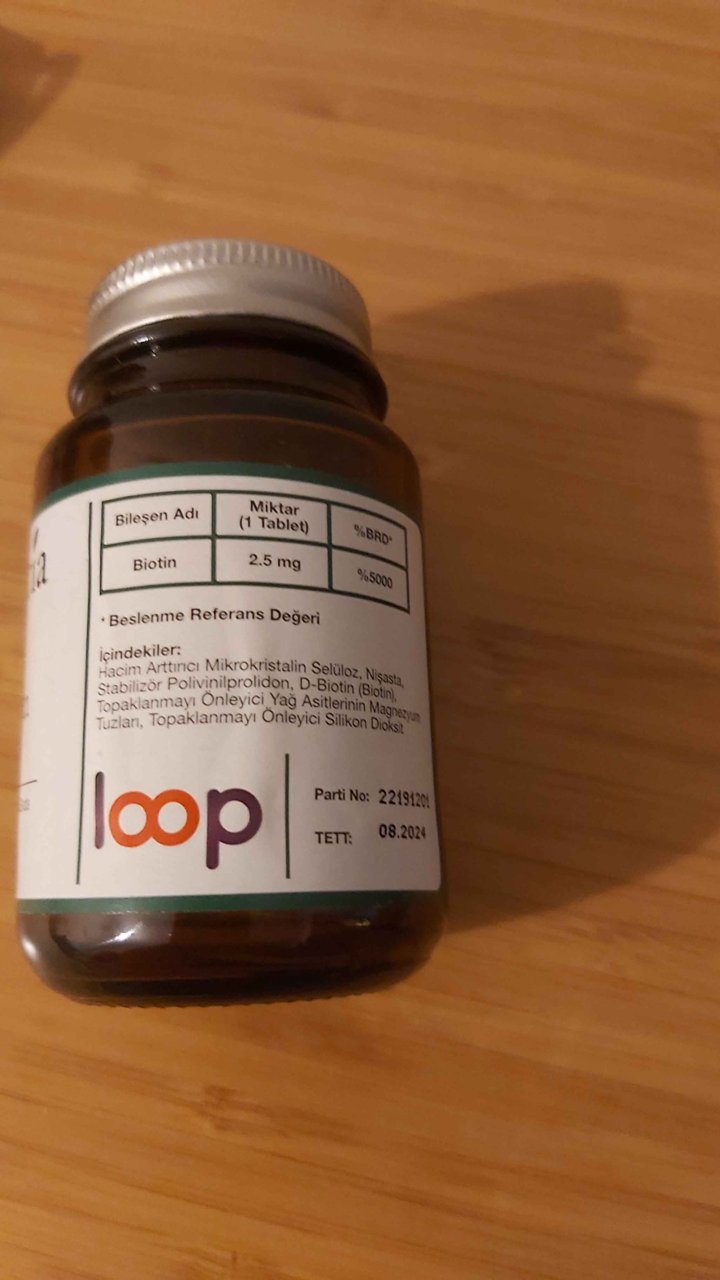 Bileşen Adı
Miktar
(1 Tablet)
%BRD*
Biotin
2.5 mg
%5000
* Beslenme Referans Değeri
İçindekiler:
Hacim Arttırıcı Mikrokristalin Selüloz, Nişasta,
Stabilizör Polivinilprolidon, D-Biotin (Biotin),
Topaklanmayı Önleyici Yağ Asitlerinin Magnezyum
Tuzları, Topaklanmayı Önleyici Silikon Dioksit
loop
Parti No: 22191201
TETT: 08.2024